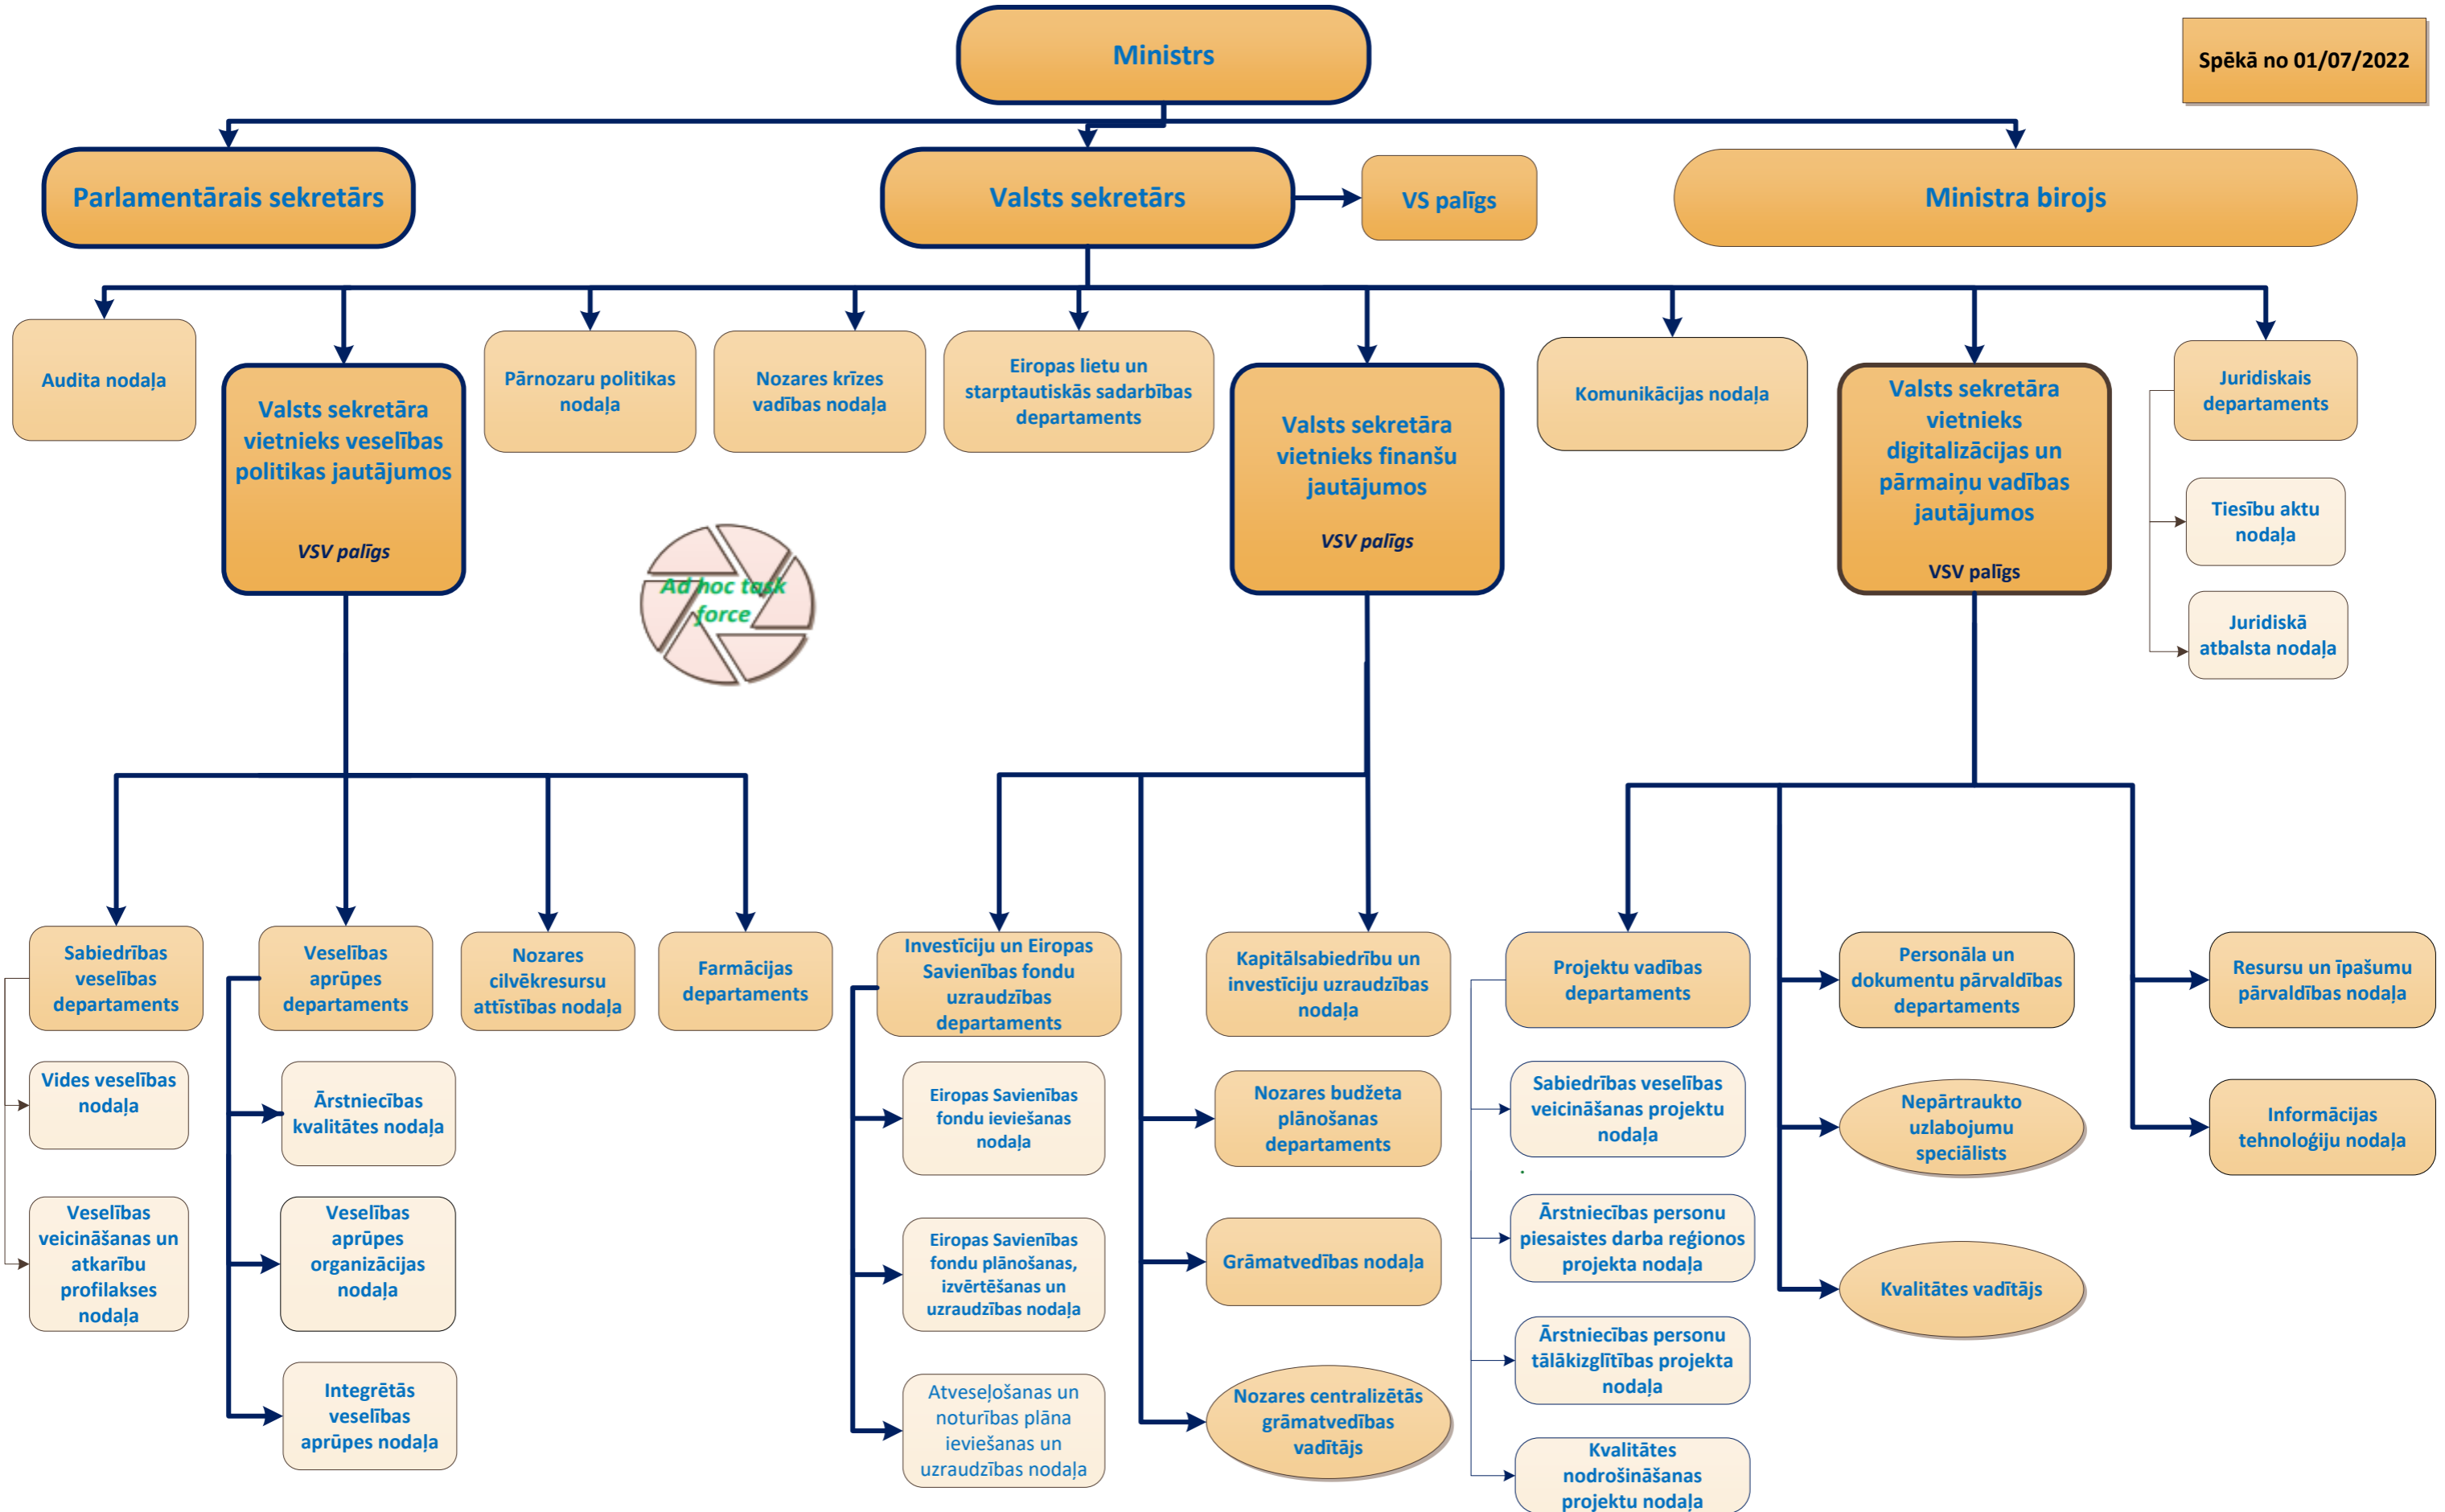 Ministrs
Spēkā no 01/07/2022
Parlamentārais sekretārs
Valsts sekretārs
VS palīgs
Ministra birojs
Audita nodaļa
Valsts sekretāra
vietnieks veselības
politikas jautājumos
VSV palīgs
Pārnozaru politikas
nodaļa
Nozares krīzes
vadības nodaļa
Eiropas lietu un
starptautiskās sadarbības
departaments
Valsts sekretāra
vietnieks finanšu
jautājumos
VSV palīgs
Komunikācijas nodaļa
Valsts sekretāra
vietnieks
digitalizācijas un
pārmaiņu vadības
jautājumos
VSV palīgs
Juridiskais
departaments
Tiesību aktu
nodaļa
Juridiskā
atbalsta nodaļa
Ad hoc task
force
Sabiedrības
veselības
departaments
Vides veselības
nodaļa
Veselības
veicināšanas un
atkarību
profilakses
nodaļa
Veselības
aprūpes
departaments
Ārstniecības
kvalitātes nodaļa
Veselības
aprūpes
organizācijas
nodaļa
Integrētās
veselības
aprūpes nodaļa
Nozares
cilvēkresursu
attīstības nodaļa
Farmācijas
departaments
Investīciju un Eiropas
Savienības fondu
uzraudzības
departaments
Eiropas Savienības
fondu ieviešanas
nodaļa
Eiropas Savienības
fondu plānošanas,
izvērtēšanas un
uzraudzības nodaļa
Atveseļošanas un
noturības plāna
ieviešanas un
uzraudzības nodaļa
Kapitālsabiedrību un
investīciju uzraudzības
nodaļa
Nozares budžeta
plānošanas
departaments
Grāmatvedības nodaļa
Nozares centralizētās
grāmatvedības
vadītājs
Projektu vadības
departaments
Sabiedrības veselības
veicināšanas projektu
nodaļa
.
Ārstniecības personu
piesaistes darba reģionos
projekta nodaļa
Ārstniecības personu
tālākizglītības projekta
nodaļa
Kvalitātes
nodrošināšanas
projektu nodaļa
Personāla un
dokumentu pārvaldības
departaments
Nepārtraukto
uzlabojumu
speciālists
Kvalitātes vadītājs
Resursu un īpašumu
pārvaldības nodaļa
Informācijas
tehnoloģiju nodaļa